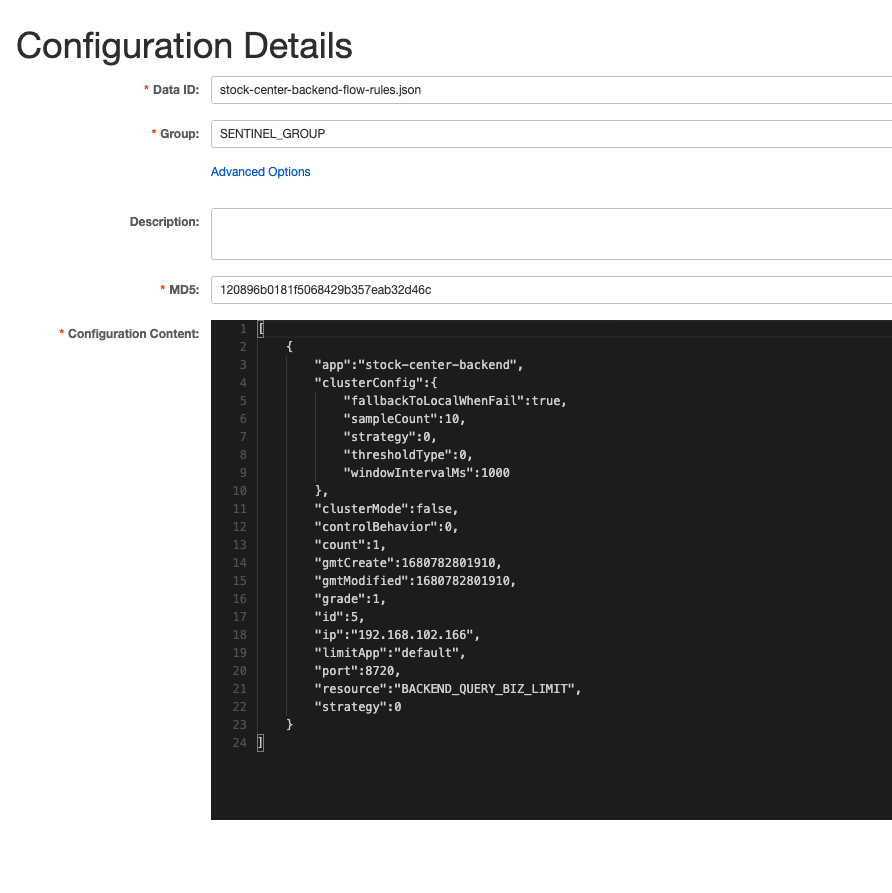 Configuration Details
* Data ID: stock-center-backend-flow-rules.json
* Group: SENTINEL_GROUP
Advanced Options
Description:
* MD5: 120896b0181f5068429b357eab32d46c
* Configuration Content:
1 [
2 {
3 "app":"stock-center-backend",
4 "clusterConfig":{
5 "fallbackToLocalWhenFail":true,
6 "sampleCount":10,
7 "strategy":0,
8 "thresholdType":0,
9 "windowIntervalMs":1000
10 },
11 "clusterMode":false,
12 "controlBehavior":0,
13 "count":1,
14 "gmtCreate":1680782801910,
15 "gmtModified":1680782801910,
16 "grade":1,
17 "id":5,
18 "ip":"192.168.102.166",
19 "limitApp":"default",
20 "port":8720,
21 "resource":"BACKEND_QUERY_BIZ_LIMIT",
22 "strategy":0
23 }
24 ]